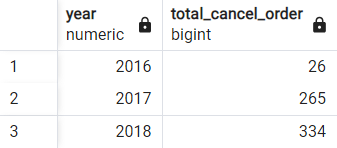 year total_cancel_order
numeric bigint
1 2016 26
2 2017 265
3 2018 334